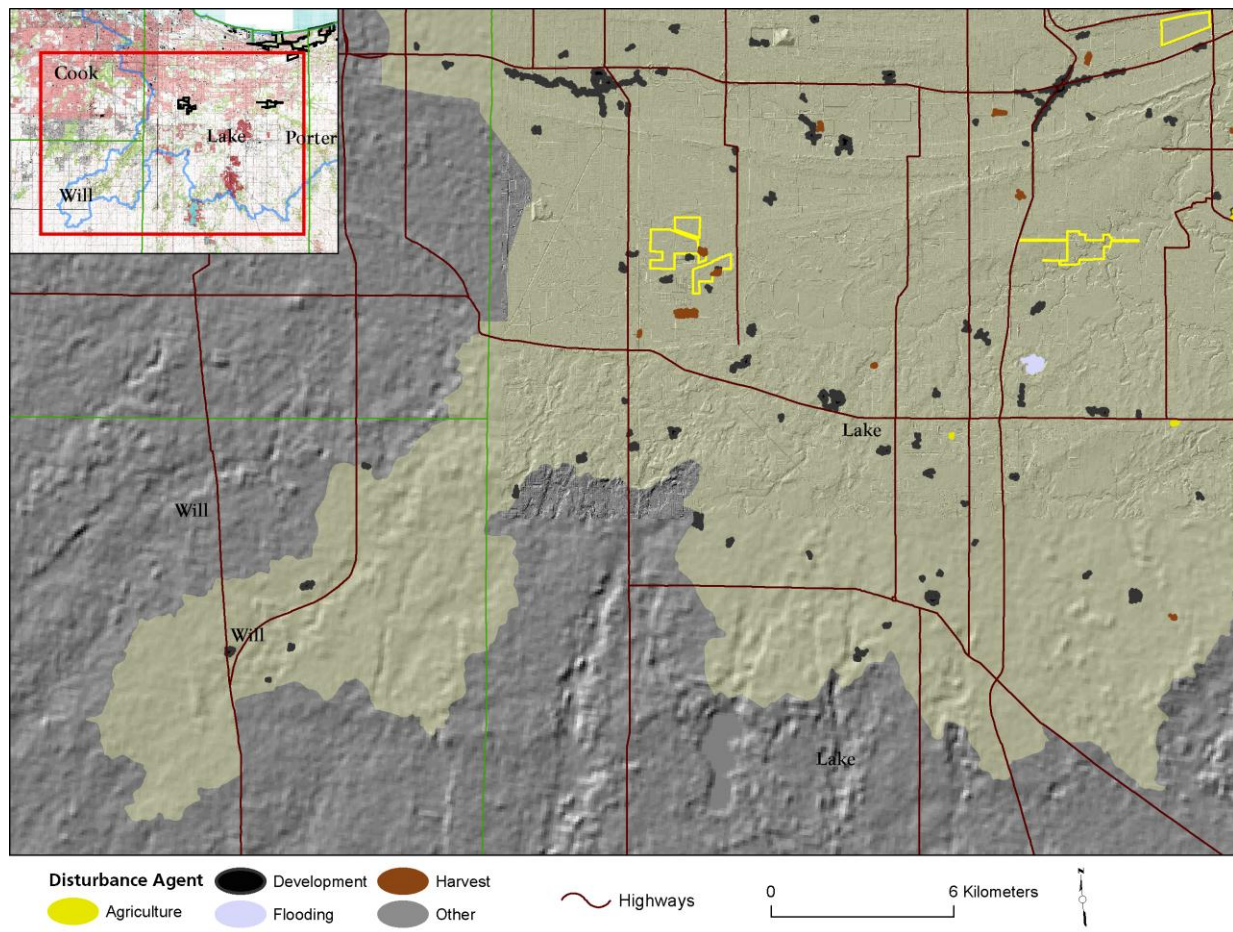 Cook
Lake
Porter
Will
Lake
Will
Will
Lake
Disturbance Agent
Development
Harvest
Agriculture
Flooding
Other
Highways
0
6 Kilometers
N